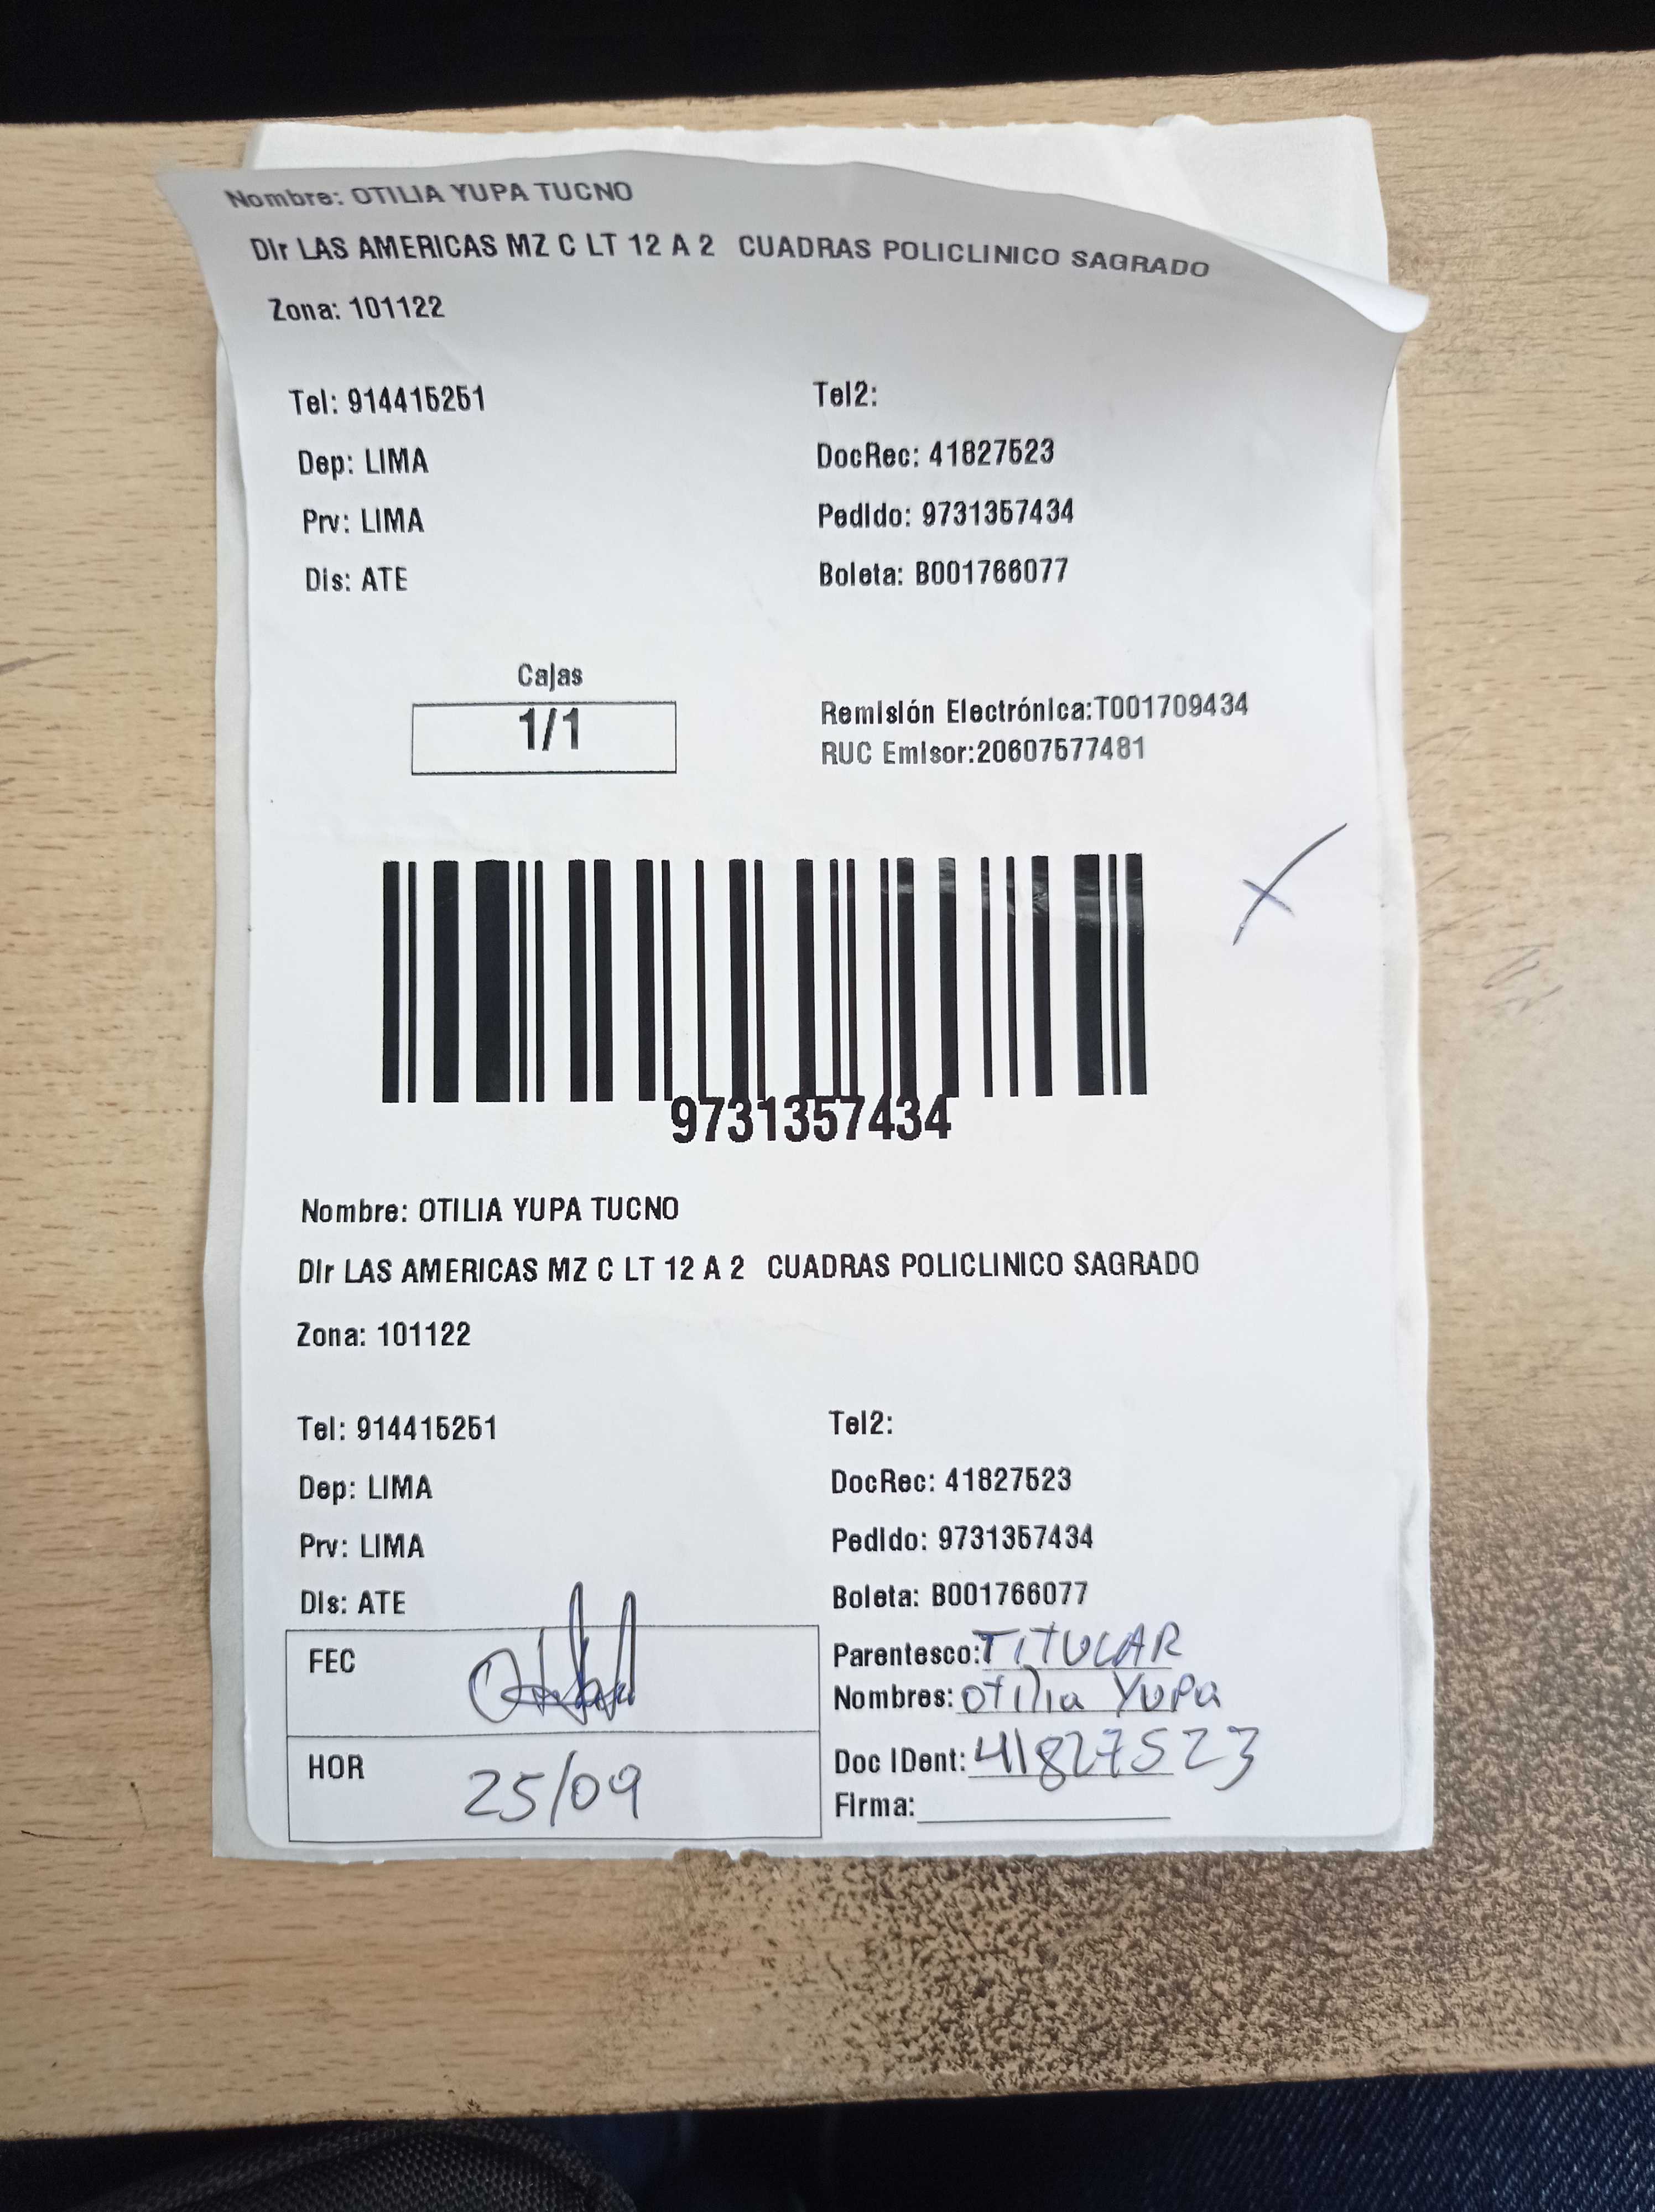 Nombre: OTILIA YUPA TUCNO
Dir LAS AMERICAS MZ C LT 12 A 2 CUADRAS POLICLINICO SAGRADO
Zona: 101122
Tel: 914415251 Tel2:
Dep: LIMA DocRec: 41827523
Prv: LIMA Pedido: 9731357434
Dis: ATE Boleta: B001766077
Cajas
1/1
Remisión Electrónica:T001709434
RUC Emisor:20607577481
9731357434
Nombre: OTILIA YUPA TUCNO
Dir LAS AMERICAS MZ C LT 12 A 2 CUADRAS POLICLINICO SAGRADO
Zona: 101122
Tel: 914415251 Tel2:
Dep: LIMA DocRec: 41827523
Prv: LIMA Pedido: 9731357434
Dis: ATE Boleta: B001766077
FEC Parentesco: TITULAR
Nombres: Otilia Yupa
HOR 25/09 Doc IDent: 41827523
Firma: